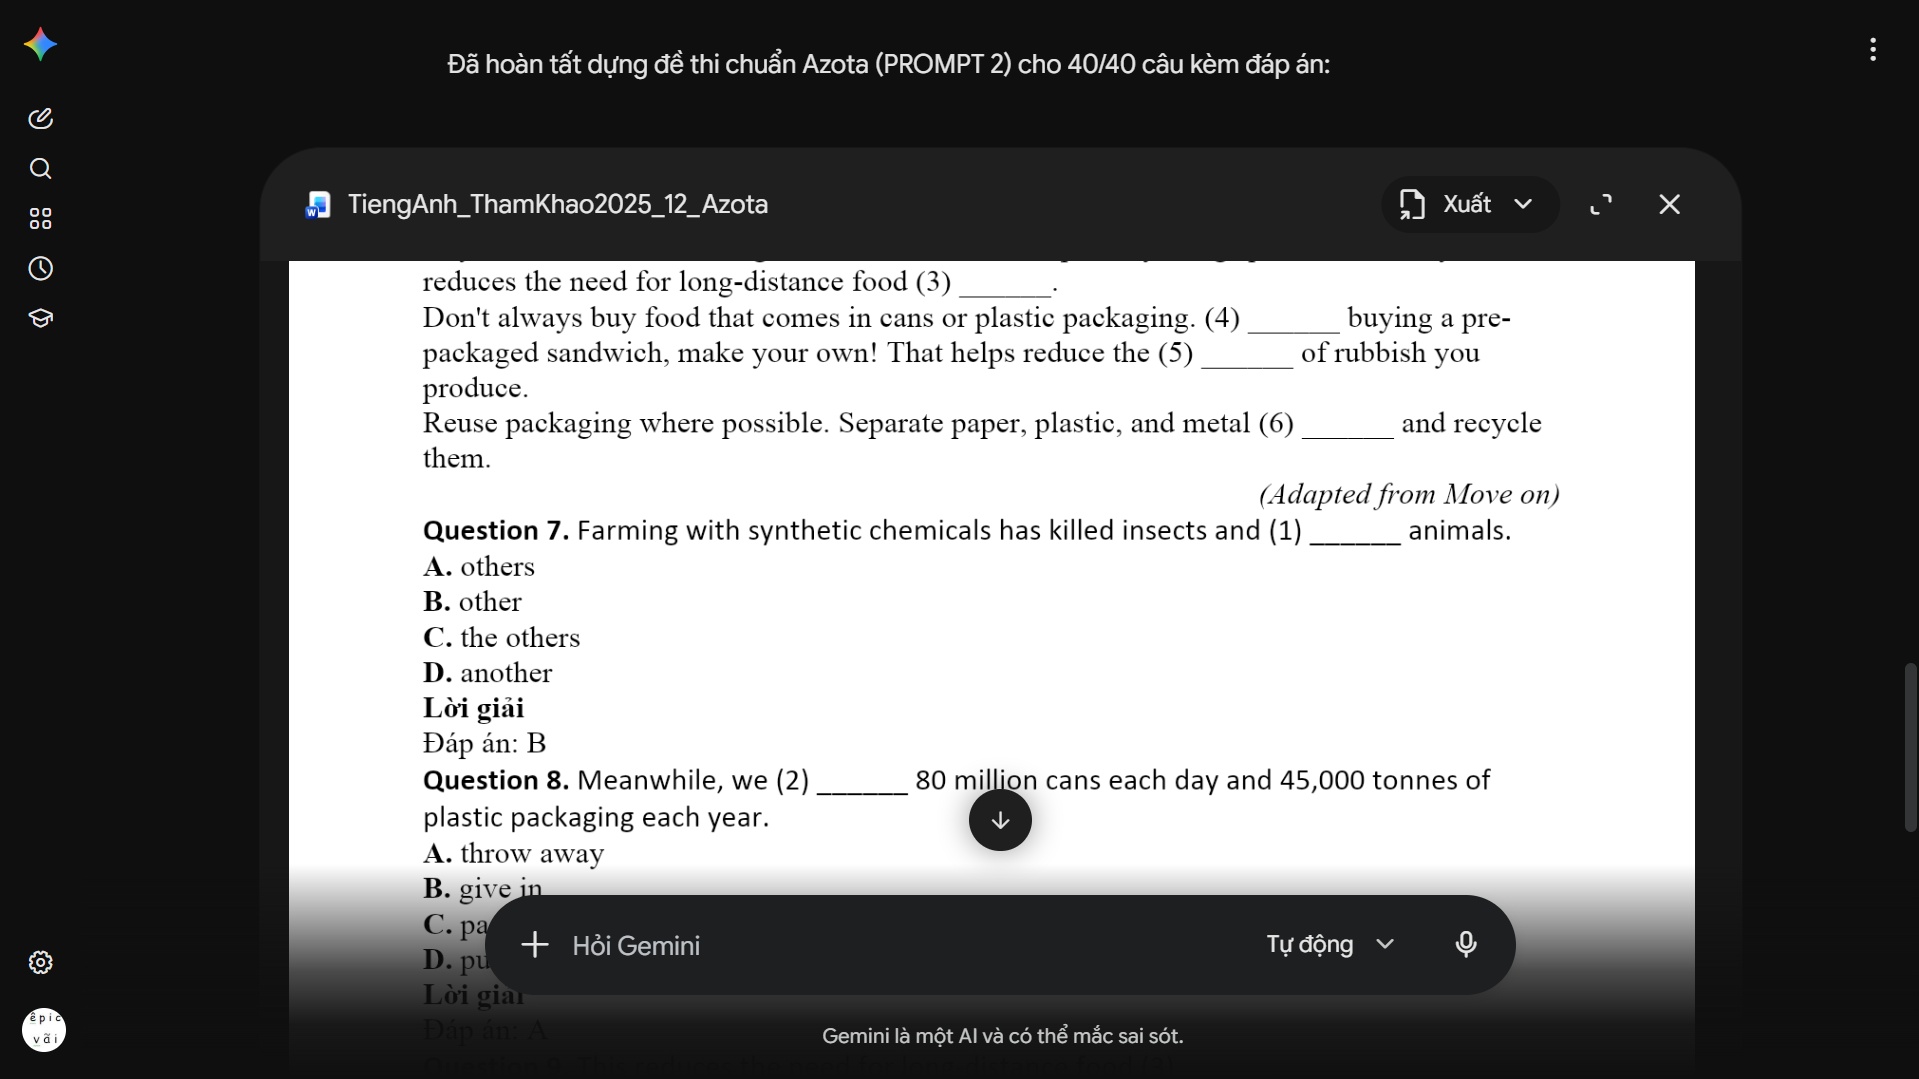 Đã hoàn tất dựng đề thi chuẩn Azota (PROMPT 2) cho 40/40 câu kèm đáp án:
TiengAnh_ThamKhao2025_12_Azota
Xuất
reduces the need for long-distance food (3) ______.
Don't always buy food that comes in cans or plastic packaging. (4) ______ buying a pre-
packaged sandwich, make your own! That helps reduce the (5) ______ of rubbish you
produce.
Reuse packaging where possible. Separate paper, plastic, and metal (6) ______ and recycle
them.
(Adapted from Move on)
Question 7. Farming with synthetic chemicals has killed insects and (1) ______ animals.
A. others
B. other
C. the others
D. another
Lời giải
Đáp án: B
Question 8. Meanwhile, we (2) ______ 80 million cans each day and 45,000 tonnes of
plastic packaging each year.
A. throw away
B. give in
C. pa
D. pu
Lời giải
Đáp án: A
Hỏi Gemini
Tự động
Gemini là một AI và có thể mắc sai sót.
êpic
vãi